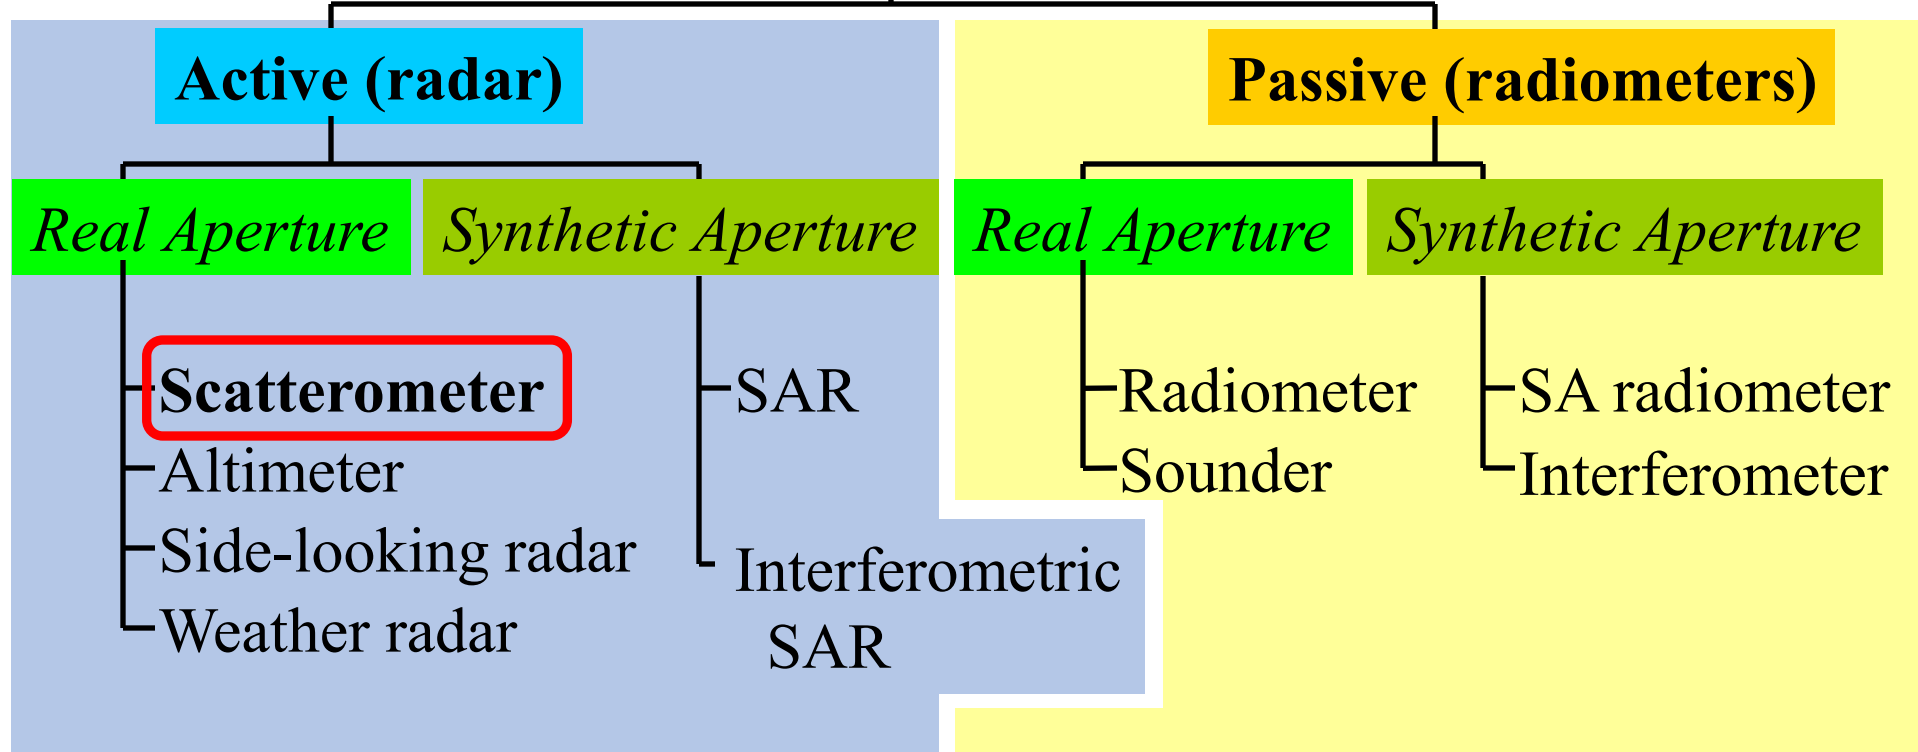 Active (radar)
Passive (radiometers)
Real Aperture
Synthetic Aperture
Real Aperture
Synthetic Aperture
Scatterometer
Altimeter
Side-looking radar
Weather radar
SAR
Interferometric
SAR
Radiometer
Sounder
SA radiometer
Interferometer